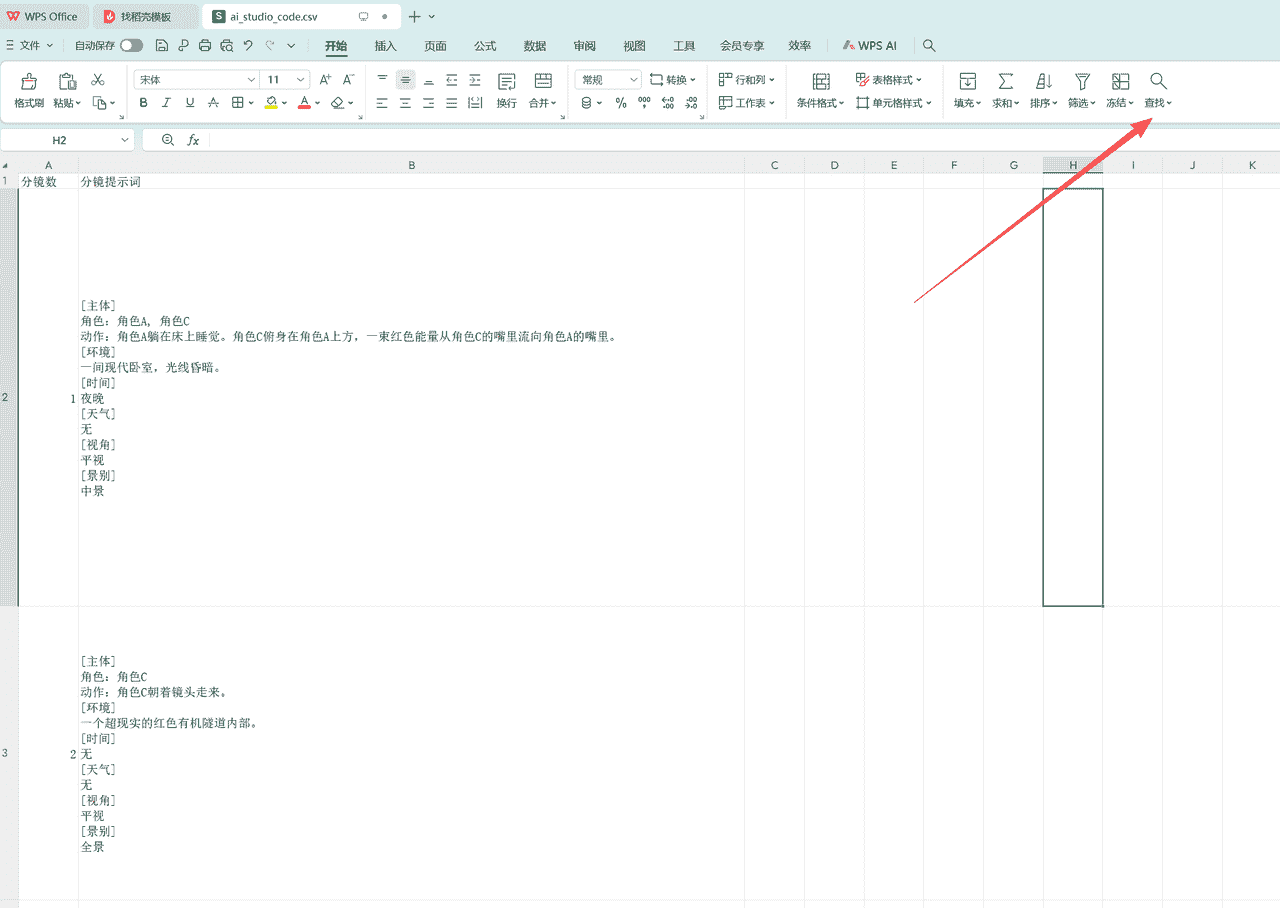 WPS Office 找稻壳模板 ai_studio_code.csv
文件 自动保存 开始 插入 页面 公式 数据 审阅 视图 工具 会员专享 效率 WPS AI
宋体 11 A+ A- 常规 转换 行和列 表格样式
格式刷 粘贴 B I U A A 换行 合并 % 工作表 条件格式 单元格样式 填充 求和 排序 筛选 冻结 查找
H2 fx
A B C D E F G H I J K
1 分镜数 分镜提示词
[主体]
角色: 角色A, 角色C
动作: 角色A躺在床上睡觉。角色C俯身在角色A上方，一束红色能量从角色C的嘴里流向角色A的嘴里。
[环境]
一间现代卧室，光线昏暗。
[时间]
2 1 夜晚
[天气]
无
[视角]
平视
[景别]
中景
[主体]
角色: 角色C
动作: 角色C朝着镜头走来。
[环境]
一个超现实的红色有机隧道内部。
[时间]
3 2 无
[天气]
无
[视角]
平视
[景别]
全景